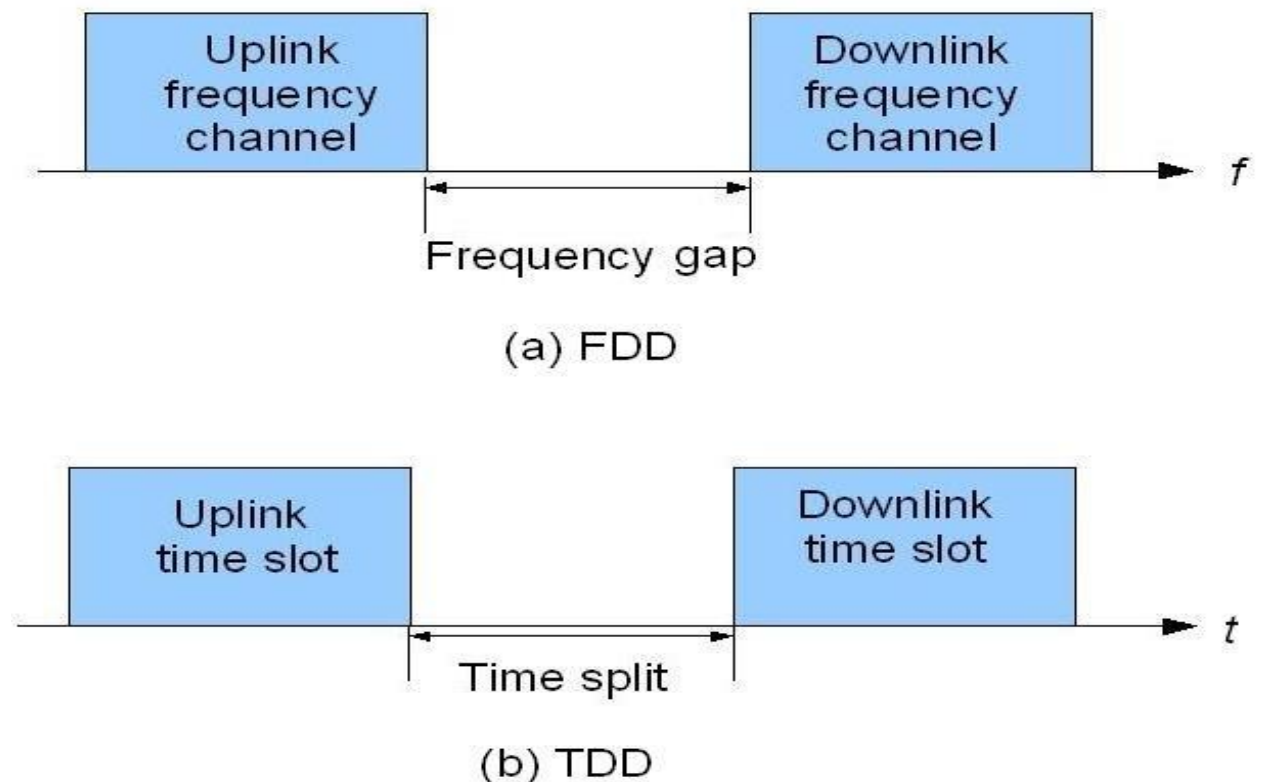 Uplink
frequency
channel
Downlink
frequency
channel
f
Frequency gap
(a) FDD
Uplink
time slot
Downlink
time slot
t
Time split
(b) TDD